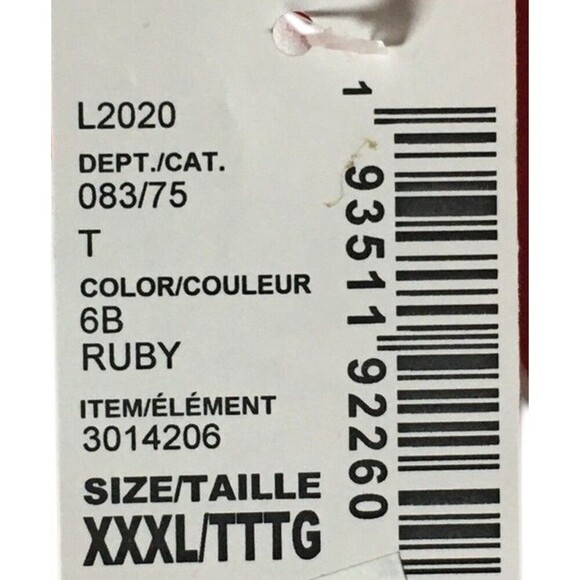 L2020
DEPT./CAT.
083/75
T
COLOR/COULEUR
6B
RUBY
ITEM/ÉLÉMENT
3014206
SIZE/TAILLE
XXXL/TTTG
1 93511 92260